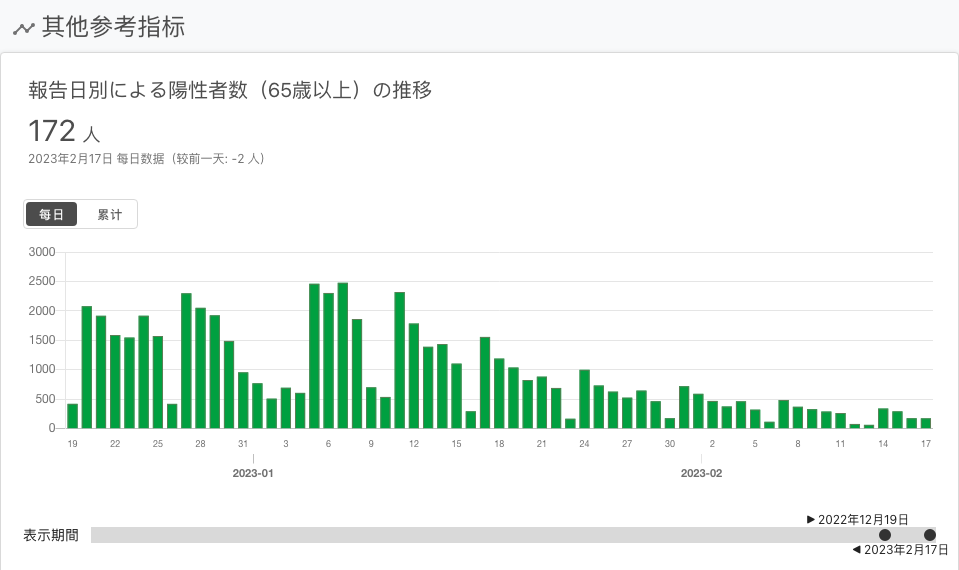 其他参考指标
報告日別による陽性者数（65歳以上）の推移
172 人
2023年2月17日 每日数据（较前一天: -2 人）
每日 累计
3000
2500
2000
1500
1000
500
0
19 22 25 28 31 3 6 9 12 15 18 21 24 27 30 2 5 8 11 14 17
2023-01 2023-02
2022年12月19日
表示期間
2023年2月17日